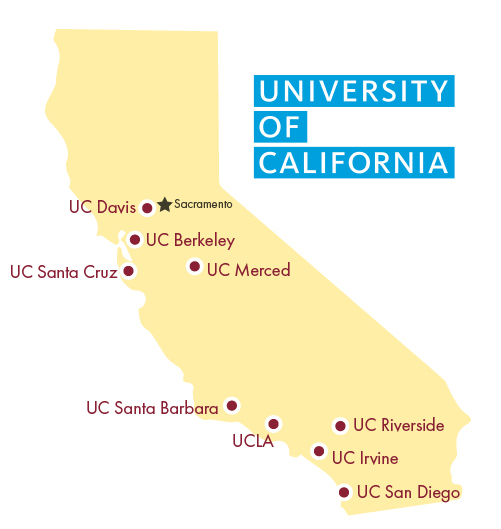 UNIVERSITY
OF
CALIFORNIA
UC Davis
Sacramento
UC Berkeley
UC Santa Cruz
UC Merced
UC Santa Barbara
UCLA
UC Riverside
UC Irvine
UC San Diego